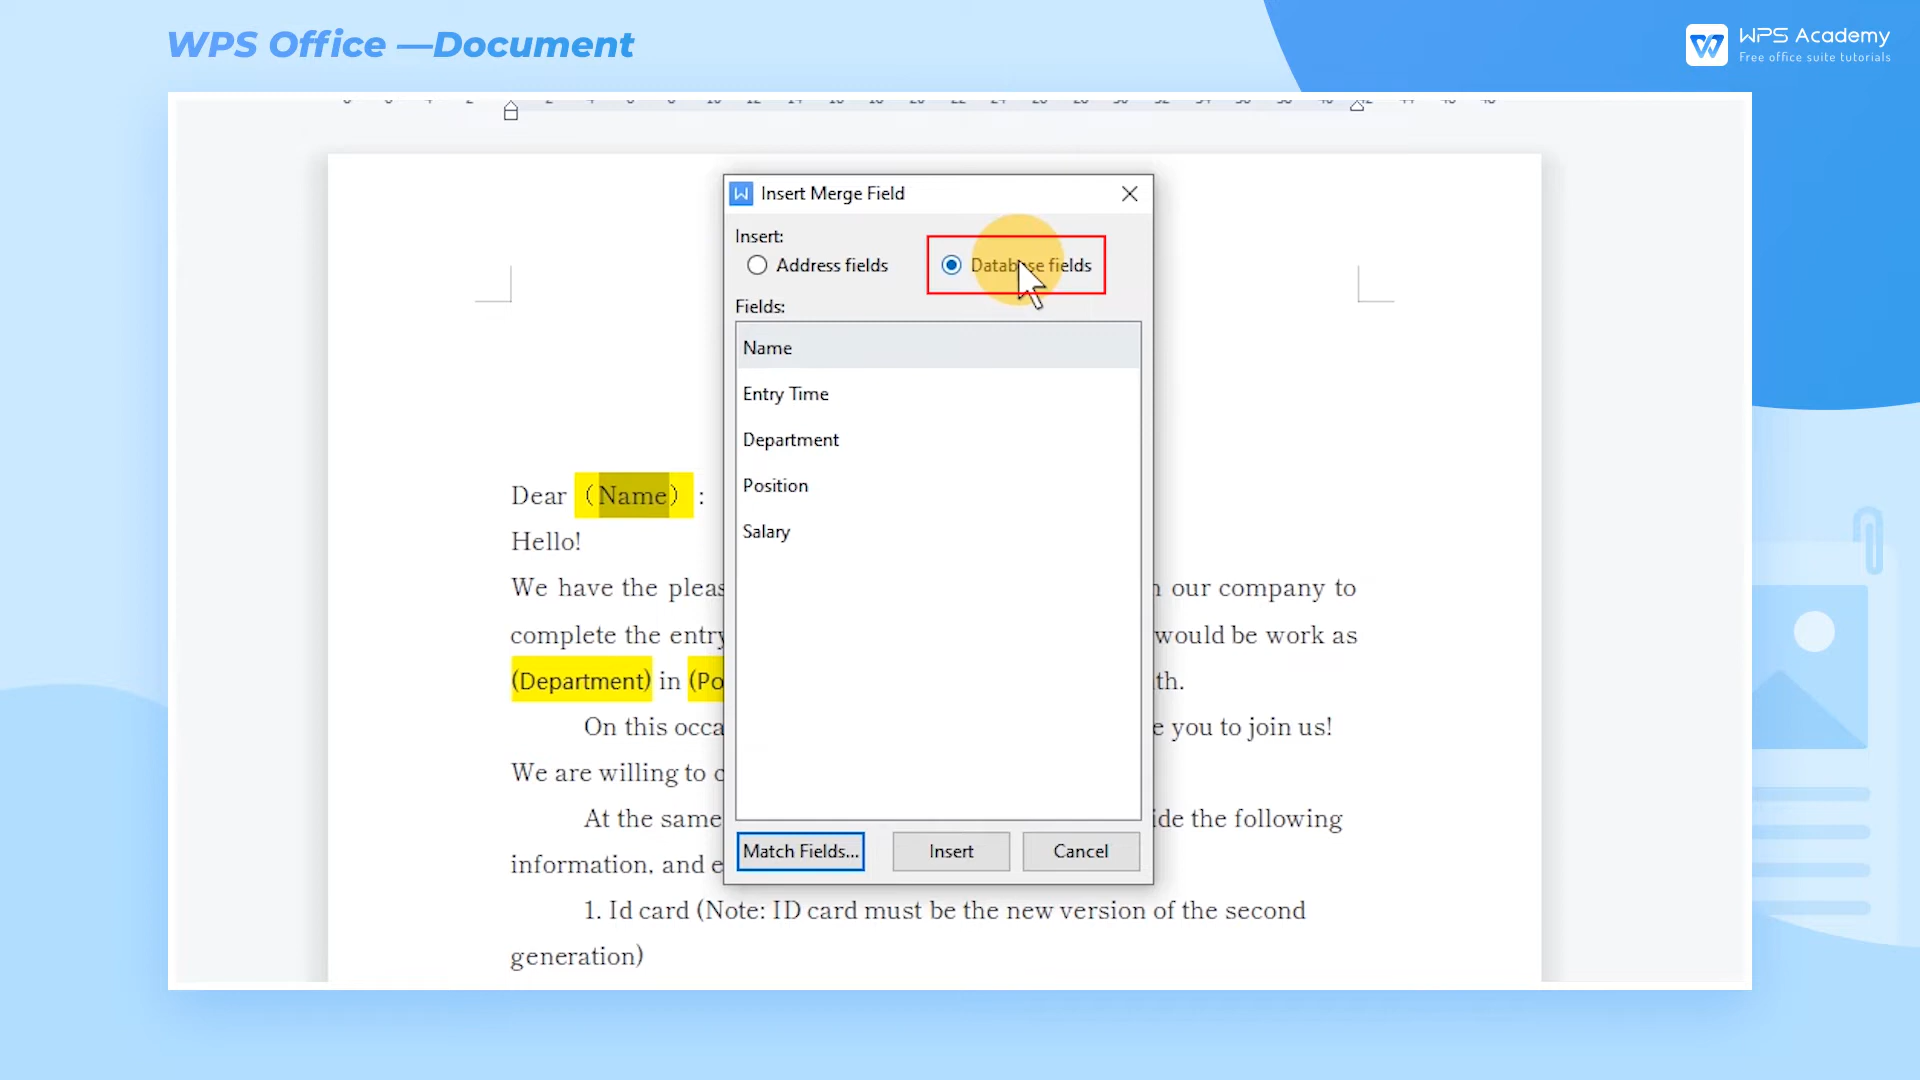 WPS Office —Document
WPS Academy
Free office suite tutorials
Insert Merge Field
Insert:
Address fields
Database fields
Fields:
Name
Entry Time
Department
Position
Salary
Match Fields...
Insert
Cancel
Dear （Name） :
Hello!
We have the pleas our company to
complete the entry would be work as
(Department) in (Po th.
On this occa e you to join us!
We are willing to c
At the same ide the following
information, and e
1. Id card (Note: ID card must be the new version of the second
generation)